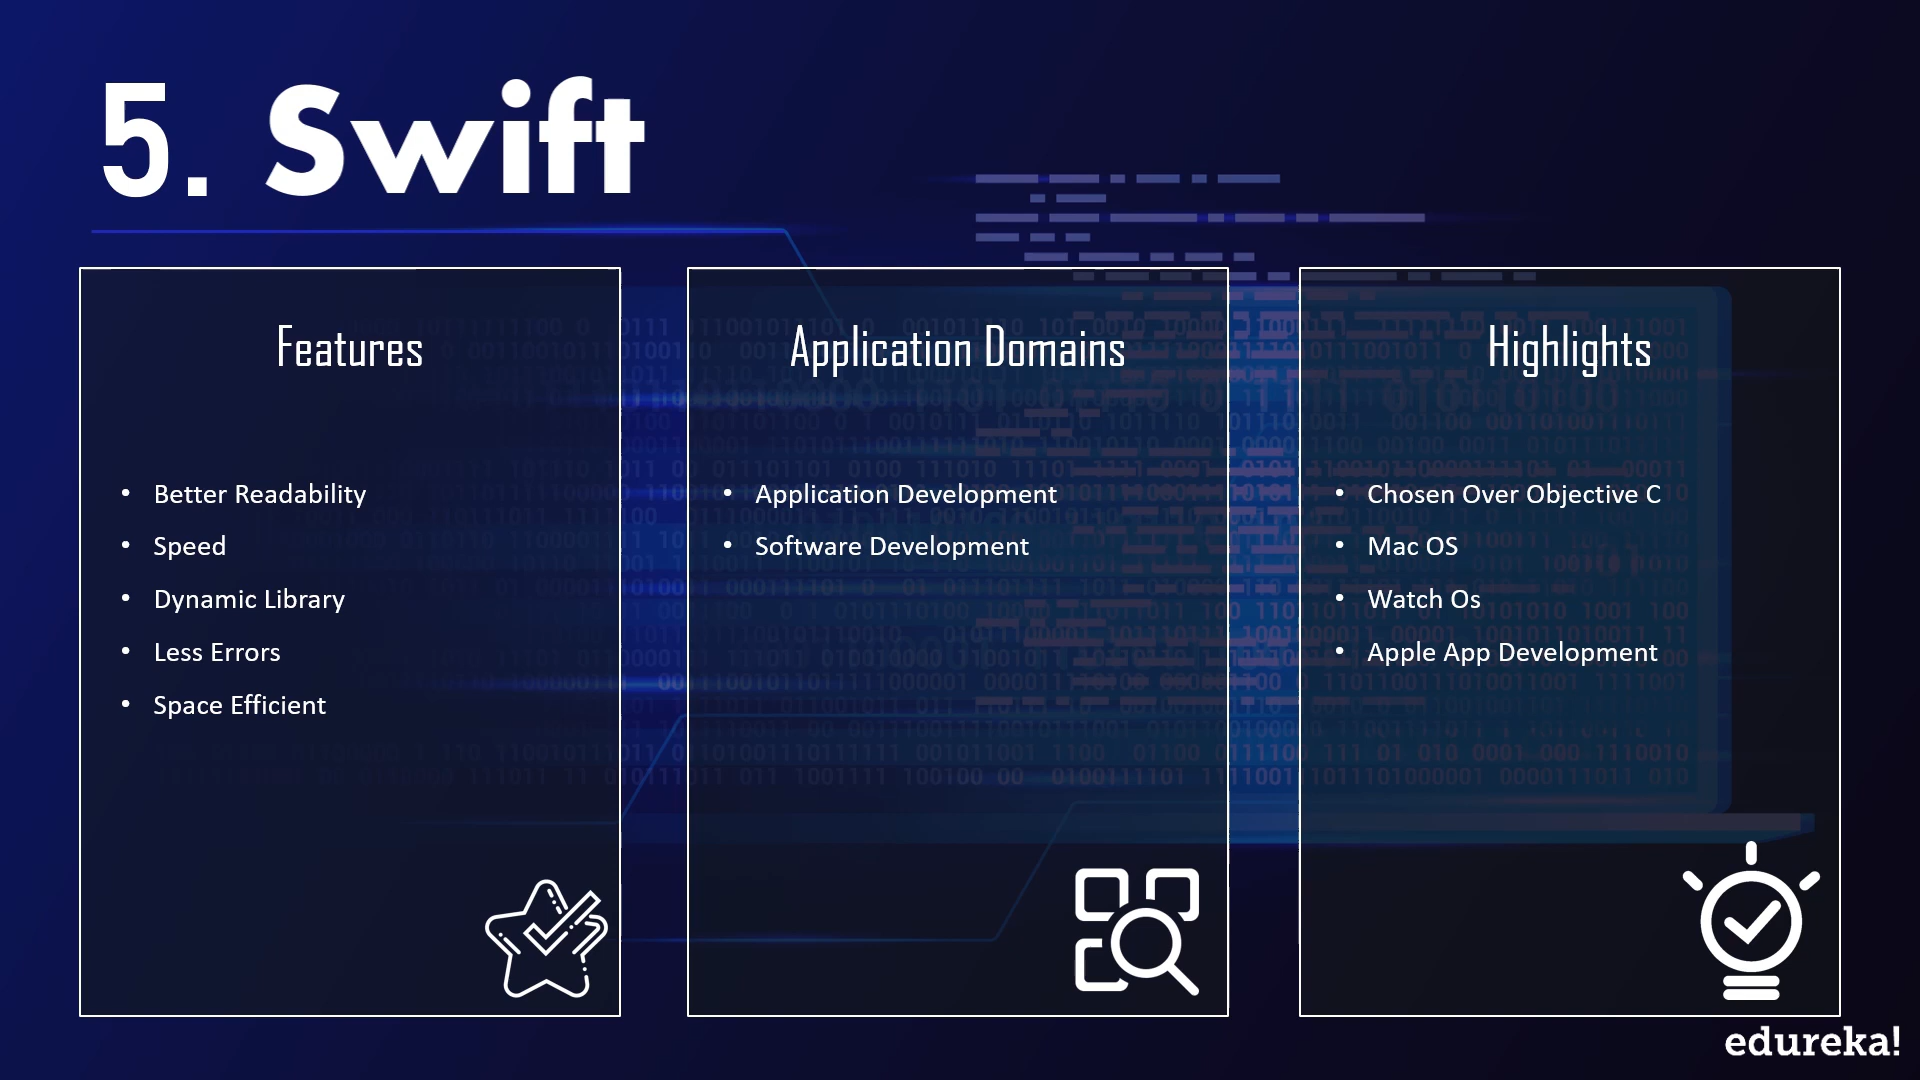 5. Swift
Features
• Better Readability
• Speed
• Dynamic Library
• Less Errors
• Space Efficient
Application Domains
• Application Development
• Software Development
Highlights
• Chosen Over Objective C
• Mac OS
• Watch Os
• Apple App Development
edureka!